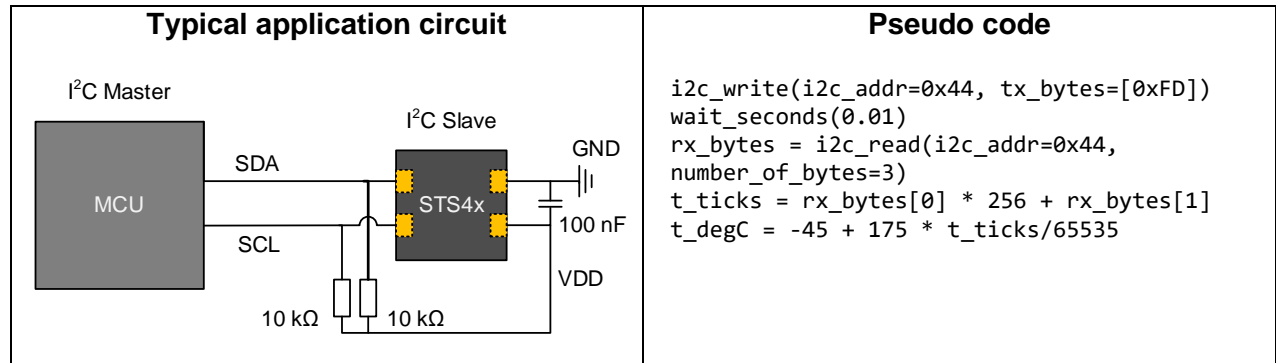 Typical application circuit
I²C Master
MCU
SDA
SCL
I²C Slave
STS4x
GND
100 nF
VDD
10 kΩ
10 kΩ
Pseudo code
i2c_write(i2c_addr=0x44, tx_bytes=[0xFD])
wait_seconds(0.01)
rx_bytes = i2c_read(i2c_addr=0x44,
number_of_bytes=3)
t_ticks = rx_bytes[0] * 256 + rx_bytes[1]
t_degC = -45 + 175 * t_ticks/65535